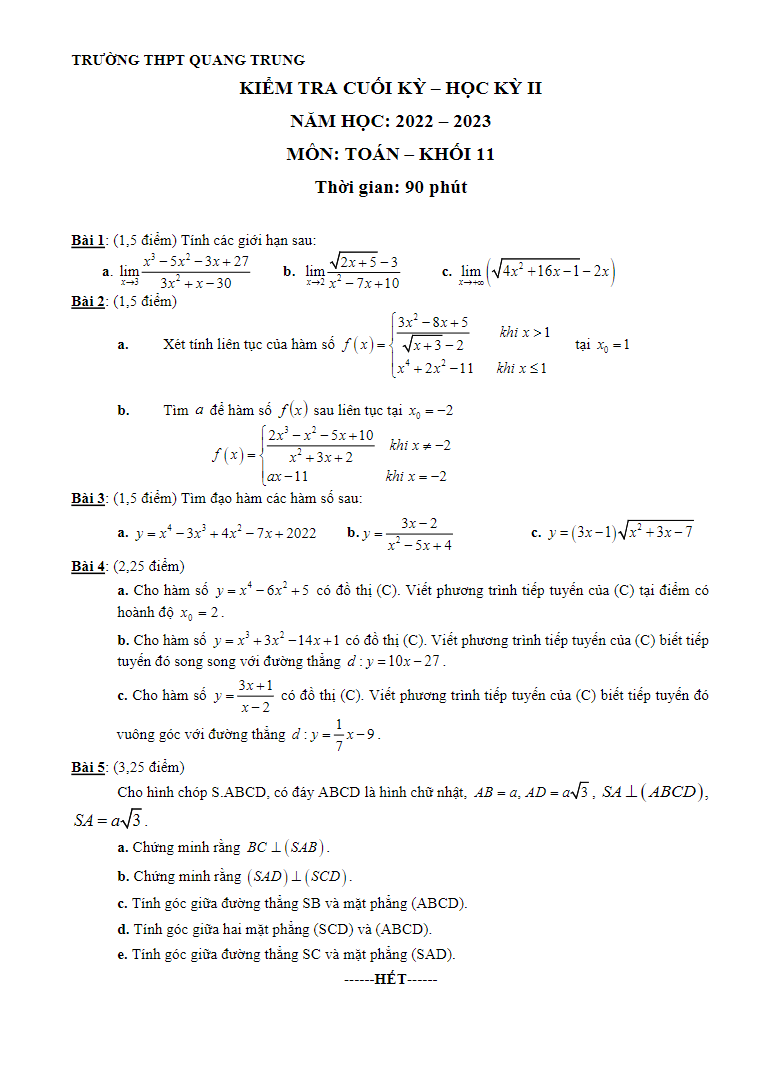 TRƯỜNG THPT QUANG TRUNG
KIỂM TRA CUỐI KỲ – HỌC KỲ II
NĂM HỌC: 2022 – 2023
MÔN: TOÁN – KHỐI 11
Thời gian: 90 phút
Bài 1: (1,5 điểm) Tính các giới hạn sau:
a. $\lim_{x \to 3} \frac{x^3 - 5x^2 - 3x + 27}{3x^2 + x - 30}$ b. $\lim_{x \to 2} \frac{\sqrt{2x+5} - 3}{x^2 - 7x + 10}$ c. $\lim_{x \to +\infty} \left(\sqrt{4x^2 + 16x - 1} - 2x\right)$
Bài 2: (1,5 điểm)
a. Xét tính liên tục của hàm số $f(x) = \begin{cases} \frac{3x^2 - 8x + 5}{\sqrt{x+3} - 2} & khi\ x > 1 \\ x^4 + 2x^2 - 11 & khi\ x \le 1 \end{cases}$ tại $x_0 = 1$
b. Tìm $a$ để hàm số $f(x)$ sau liên tục tại $x_0 = -2$
$f(x) = \begin{cases} \frac{2x^3 - x^2 - 5x + 10}{x^2 + 3x + 2} & khi\ x \ne -2 \\ ax - 11 & khi\ x = -2 \end{cases}$
Bài 3: (1,5 điểm) Tìm đạo hàm các hàm số sau:
a. $y = x^4 - 3x^3 + 4x^2 - 7x + 2022$ b. $y = \frac{3x - 2}{x^2 - 5x + 4}$ c. $y = (3x - 1)\sqrt{x^2 + 3x - 7}$
Bài 4: (2,25 điểm)
a. Cho hàm số $y = x^4 - 6x^2 + 5$ có đồ thị (C). Viết phương trình tiếp tuyến của (C) tại điểm có
hoành độ $x_0 = 2$.
b. Cho hàm số $y = x^3 + 3x^2 - 14x + 1$ có đồ thị (C). Viết phương trình tiếp tuyến của (C) biết tiếp
tuyến đó song song với đường thẳng $d : y = 10x - 27$.
c. Cho hàm số $y = \frac{3x + 1}{x - 2}$ có đồ thị (C). Viết phương trình tiếp tuyến của (C) biết tiếp tuyến đó
vuông góc với đường thẳng $d : y = \frac{1}{7}x - 9$.
Bài 5: (3,25 điểm)
Cho hình chóp S.ABCD, có đáy ABCD là hình chữ nhật, $AB = a, AD = a\sqrt{3}$, $SA \perp (ABCD)$,
$SA = a\sqrt{3}$.
a. Chứng minh rằng $BC \perp (SAB)$.
b. Chứng minh rằng $(SAD) \perp (SCD)$.
c. Tính góc giữa đường thẳng SB và mặt phẳng (ABCD).
d. Tính góc giữa hai mặt phẳng (SCD) và (ABCD).
e. Tính góc giữa đường thẳng SC và mặt phẳng (SAD).
------HẾT------